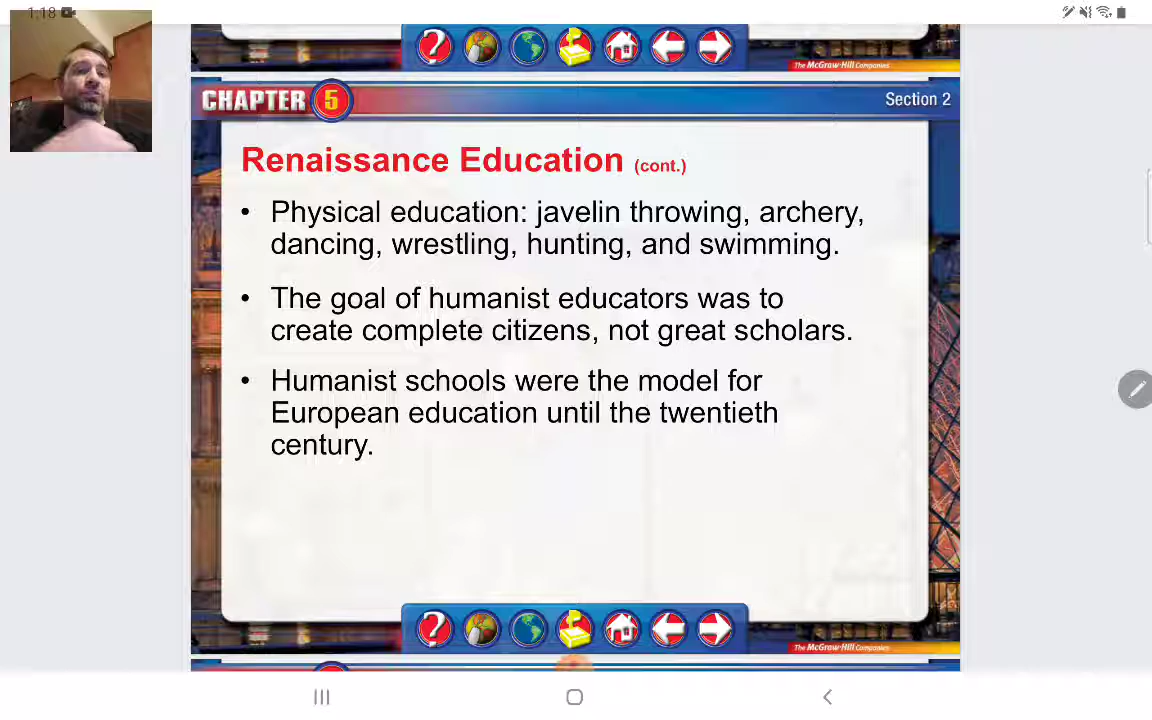 1:18
The McGraw-Hill Companies
CHAPTER 5
Section 2
Renaissance Education (cont.)
• Physical education: javelin throwing, archery,
dancing, wrestling, hunting, and swimming.
• The goal of humanist educators was to
create complete citizens, not great scholars.
• Humanist schools were the model for
European education until the twentieth
century.
?
The McGraw-Hill Companies